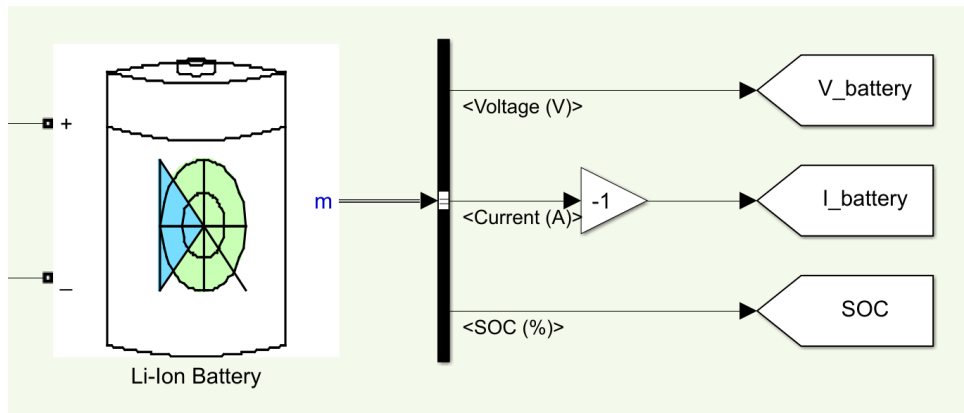 +
m
_
Li-Ion Battery
<Voltage (V)>
V_battery
<Current (A)>
-1
I_battery
<SOC (%)>
SOC